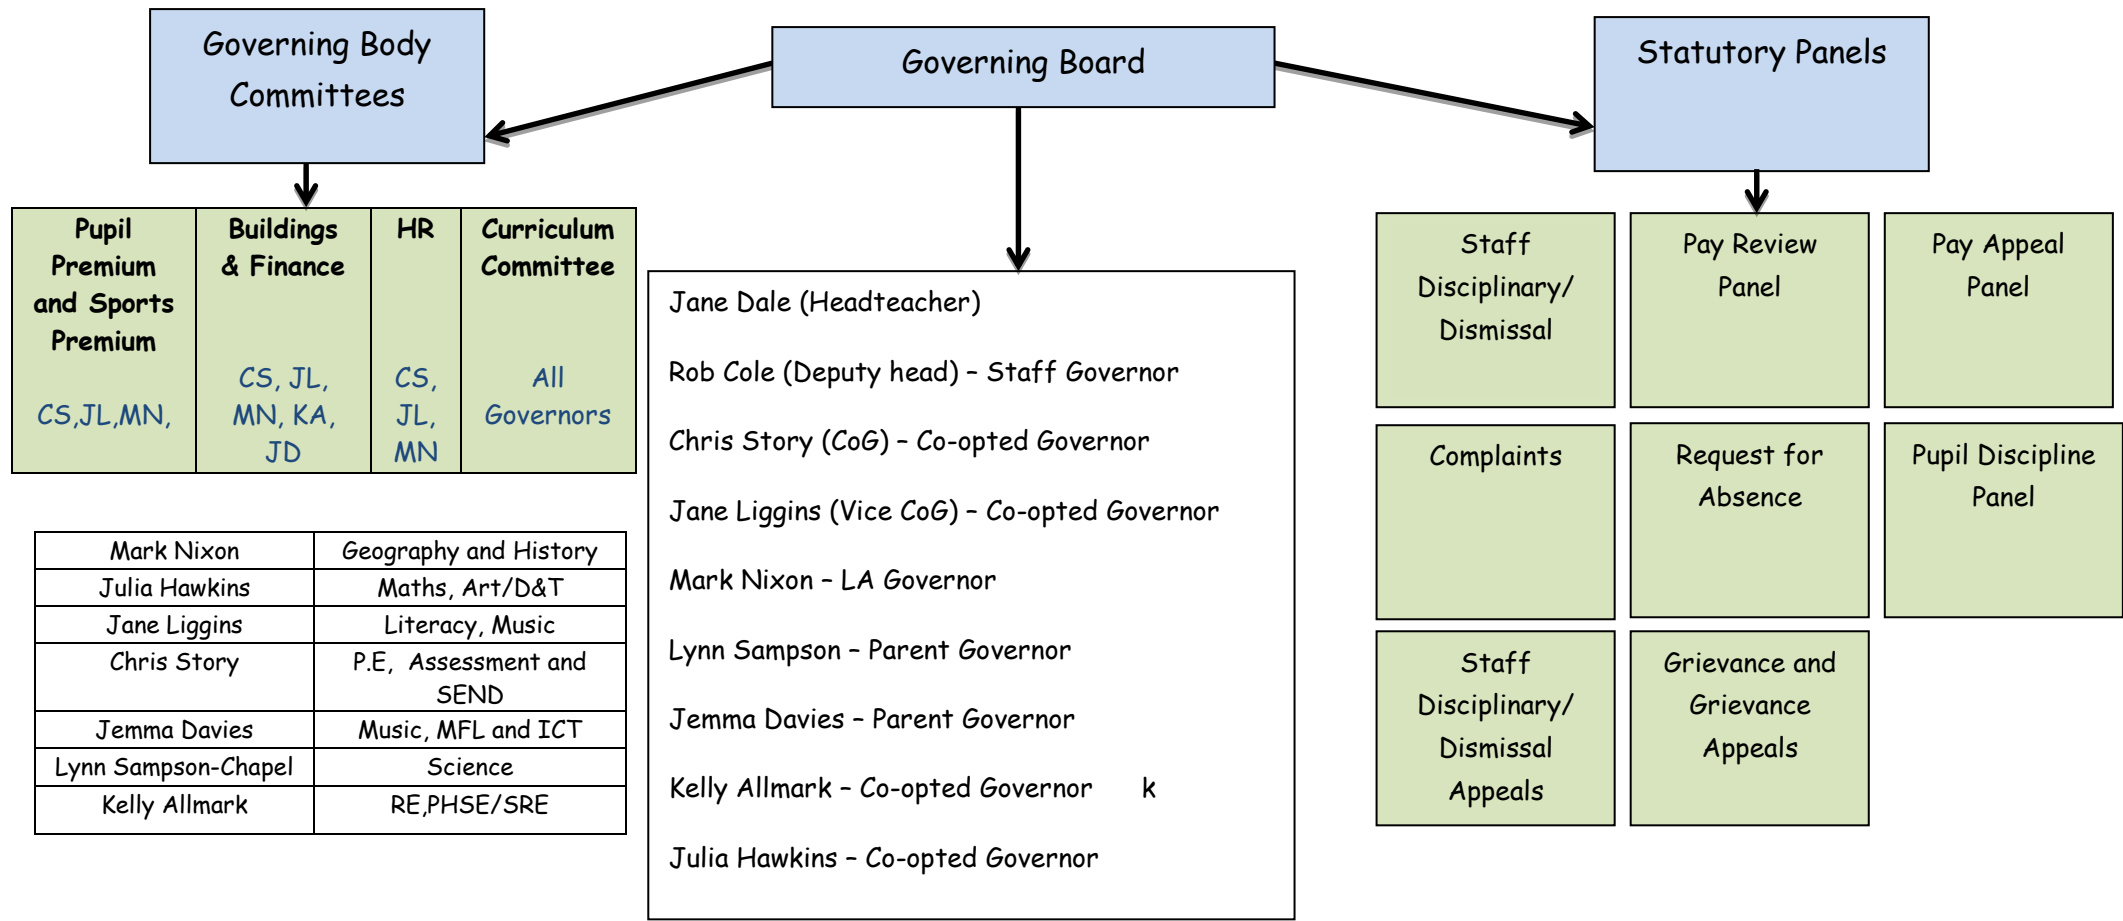 Governing Body
Committees
Governing Board
Statutory Panels
Pupil
Premium
and Sports
Premium
CS,JL,MN,
Buildings
& Finance
CS, JL,
MN, KA,
JD
HR
CS,
JL,
MN
Curriculum
Committee
All
Governors
Mark Nixon
Geography and History
Julia Hawkins
Maths, Art/D&T
Jane Liggins
Literacy, Music
Chris Story
P.E, Assessment and
SEND
Jemma Davies
Music, MFL and ICT
Lynn Sampson-Chapel
Science
Kelly Allmark
RE,PHSE/SRE
Jane Dale (Headteacher)
Rob Cole (Deputy head) – Staff Governor
Chris Story (CoG) – Co-opted Governor
Jane Liggins (Vice CoG) – Co-opted Governor
Mark Nixon – LA Governor
Lynn Sampson – Parent Governor
Jemma Davies – Parent Governor
Kelly Allmark – Co-opted Governor k
Julia Hawkins – Co-opted Governor
Staff
Disciplinary/
Dismissal
Pay Review
Panel
Pay Appeal
Panel
Complaints
Request for
Absence
Pupil Discipline
Panel
Staff
Disciplinary/
Dismissal
Appeals
Grievance and
Grievance
Appeals